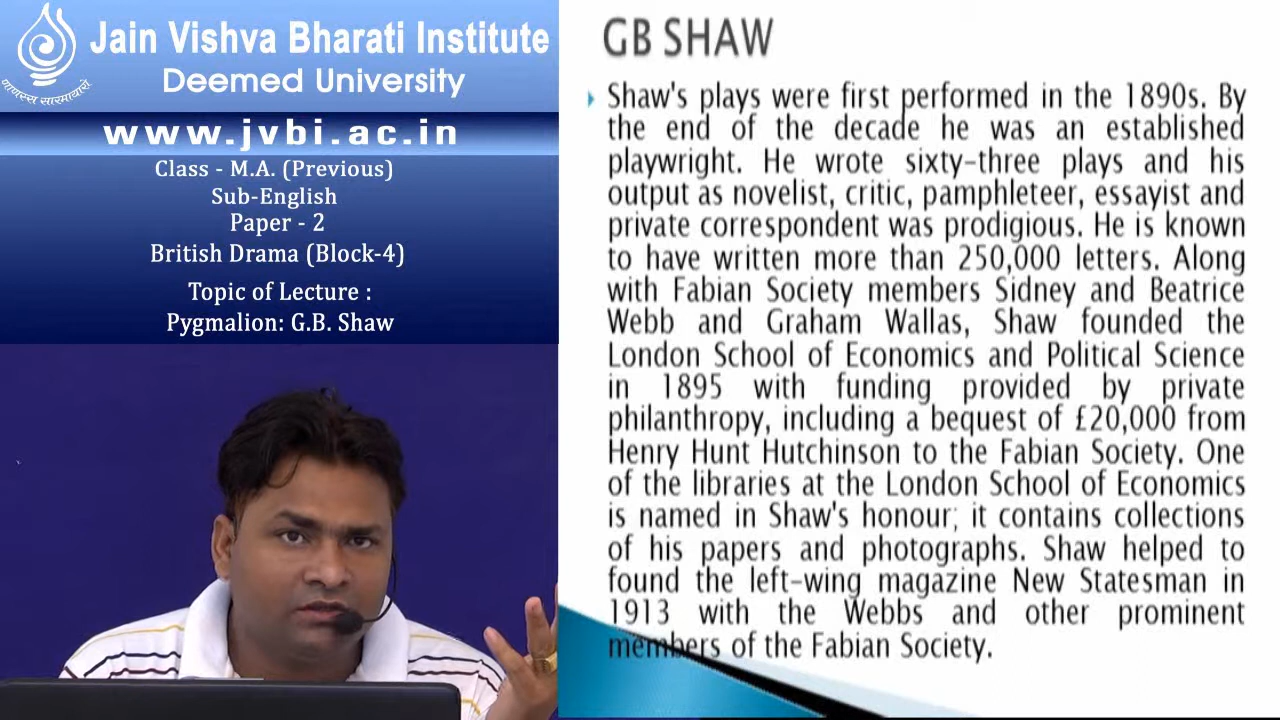 Jain Vishva Bharati Institute
Deemed University
णाणस्स सारमायारो
www.jvbi.ac.in
Class - M.A. (Previous)
Sub-English
Paper - 2
British Drama (Block-4)
Topic of Lecture :
Pygmalion: G.B. Shaw
GB SHAW
Shaw's plays were first performed in the 1890s. By
the end of the decade he was an established
playwright. He wrote sixty-three plays and his
output as novelist, critic, pamphleteer, essayist and
private correspondent was prodigious. He is known
to have written more than 250,000 letters. Along
with Fabian Society members Sidney and Beatrice
Webb and Graham Wallas, Shaw founded the
London School of Economics and Political Science
in 1895 with funding provided by private
philanthropy, including a bequest of £20,000 from
Henry Hunt Hutchinson to the Fabian Society. One
of the libraries at the London School of Economics
is named in Shaw's honour; it contains collections
of his papers and photographs. Shaw helped to
found the left-wing magazine New Statesman in
1913 with the Webbs and other prominent
members of the Fabian Society.